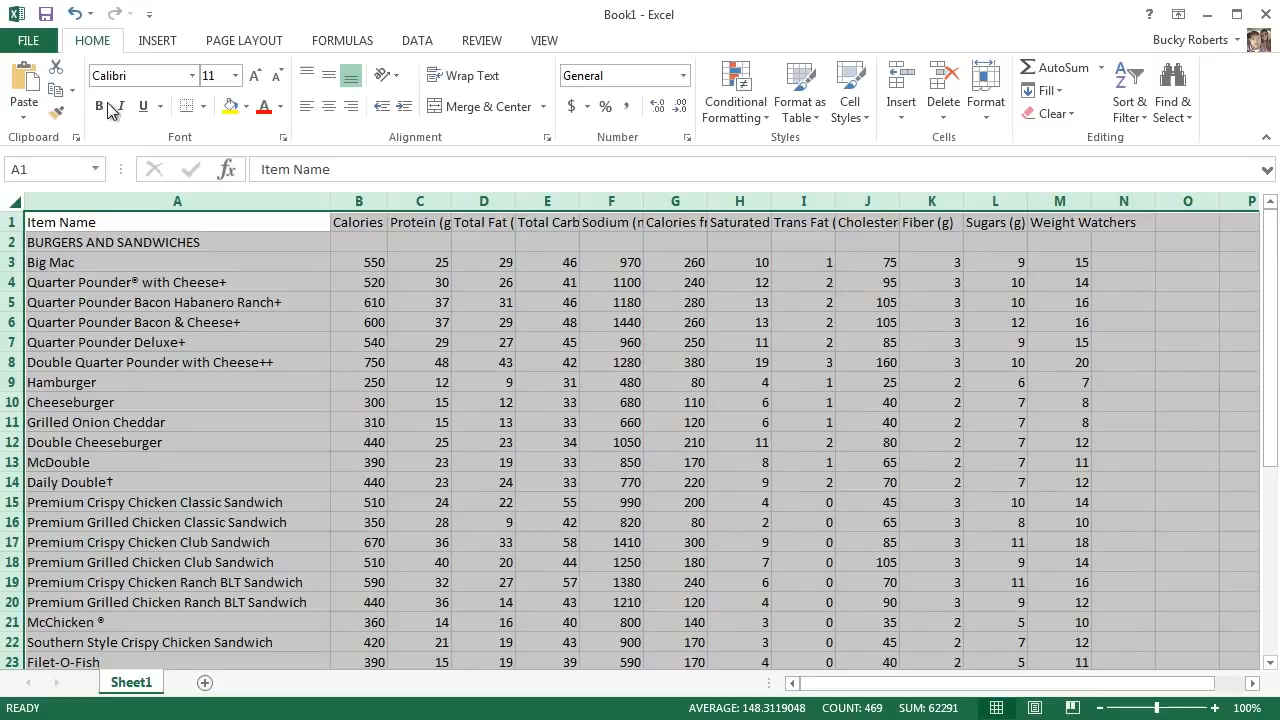 Book1 - Excel
FILE HOME INSERT PAGE LAYOUT FORMULAS DATA REVIEW VIEW Bucky Roberts
Calibri 11 Wrap Text General AutoSum
Paste B I U Merge & Center $ % , Conditional Formatting Format as Table Cell Styles Insert Delete Format Fill Sort & Filter Find & Select
Clear
Clipboard Font Alignment Number Styles Cells Editing
A1 fx Item Name
A B C D E F G H I J K L M N O P
1 Item Name Calories Protein (g Total Fat ( Total Carb Sodium (m Calories fr Saturated Trans Fat ( Cholester Fiber (g) Sugars (g) Weight Watchers
2 BURGERS AND SANDWICHES
3 Big Mac 550 25 29 46 970 260 10 1 75 3 9 15
4 Quarter Pounder® with Cheese+ 520 30 26 41 1100 240 12 2 95 3 10 14
5 Quarter Pounder Bacon Habanero Ranch+ 610 37 31 46 1180 280 13 2 105 3 10 16
6 Quarter Pounder Bacon & Cheese+ 600 37 29 48 1440 260 13 2 105 3 12 16
7 Quarter Pounder Deluxe+ 540 29 27 45 960 250 11 2 85 3 9 15
8 Double Quarter Pounder with Cheese++ 750 48 43 42 1280 380 19 3 160 3 10 20
9 Hamburger 250 12 9 31 480 80 4 1 25 2 6 7
10 Cheeseburger 300 15 12 33 680 110 6 1 40 2 7 8
11 Grilled Onion Cheddar 310 15 13 33 660 120 6 1 40 2 7 8
12 Double Cheeseburger 440 25 23 34 1050 210 11 2 80 2 7 12
13 McDouble 390 23 19 33 850 170 8 1 65 2 7 11
14 Daily Double† 440 23 24 33 770 220 9 2 70 2 7 12
15 Premium Crispy Chicken Classic Sandwich 510 24 22 55 990 200 4 0 45 3 10 14
16 Premium Grilled Chicken Classic Sandwich 350 28 9 42 820 80 2 0 65 3 8 10
17 Premium Crispy Chicken Club Sandwich 670 36 33 58 1410 300 9 0 85 3 11 18
18 Premium Grilled Chicken Club Sandwich 510 40 20 44 1250 180 7 0 105 3 9 14
19 Premium Crispy Chicken Ranch BLT Sandwich 590 32 27 57 1380 240 6 0 70 3 11 16
20 Premium Grilled Chicken Ranch BLT Sandwich 440 36 14 43 1210 120 4 0 90 3 9 12
21 McChicken ® 360 14 16 40 800 140 3 0 35 2 5 10
22 Southern Style Crispy Chicken Sandwich 420 21 19 43 900 170 3 0 45 2 7 12
23 Filet-O-Fish 390 15 19 39 590 170 4 0 40 2 5 11
Sheet1
READY AVERAGE: 148.3119048 COUNT: 469 SUM: 62291 100%